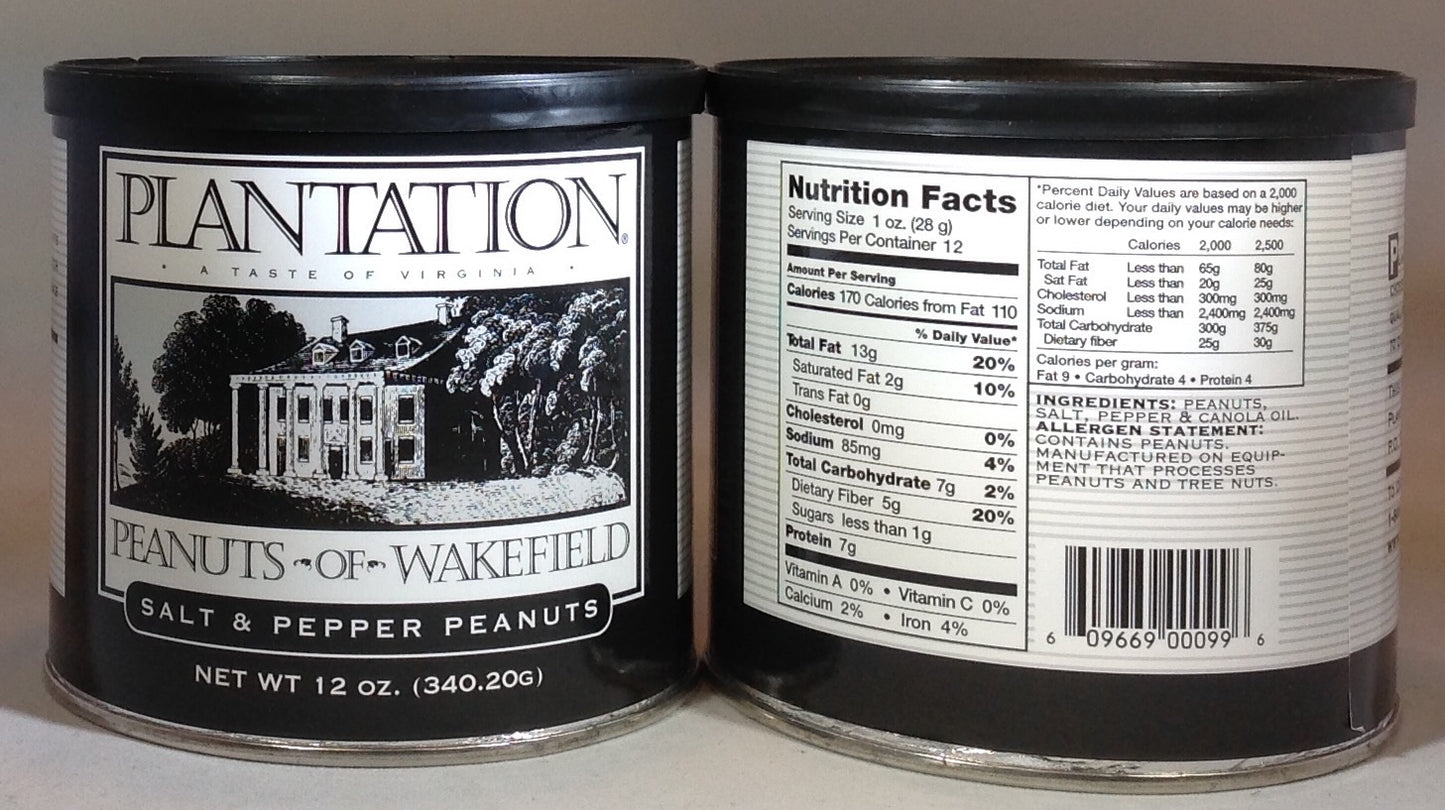 PLANTATION®
• A TASTE OF VIRGINIA •
PEANUTS ~OF~ WAKEFIELD
SALT & PEPPER PEANUTS
NET WT 12 OZ. (340.20G)
Nutrition Facts
Serving Size 1 oz. (28 g)
Servings Per Container 12
Amount Per Serving
Calories 170 Calories from Fat 110
% Daily Value*
Total Fat 13g 20%
Saturated Fat 2g 10%
Trans Fat 0g
Cholesterol 0mg 0%
Sodium 85mg 4%
Total Carbohydrate 7g 2%
Dietary Fiber 5g 20%
Sugars less than 1g
Protein 7g
Vitamin A 0% • Vitamin C 0%
Calcium 2% • Iron 4%
*Percent Daily Values are based on a 2,000
calorie diet. Your daily values may be higher
or lower depending on your calorie needs:
Calories 2,000 2,500
Total Fat Less than 65g 80g
Sat Fat Less than 20g 25g
Cholesterol Less than 300mg 300mg
Sodium Less than 2,400mg 2,400mg
Total Carbohydrate 300g 375g
Dietary fiber 25g 30g
Calories per gram:
Fat 9 • Carbohydrate 4 • Protein 4
INGREDIENTS: PEANUTS,
SALT, PEPPER & CANOLA OIL.
ALLERGEN STATEMENT:
CONTAINS PEANUTS.
MANUFACTURED ON EQUIP-
MENT THAT PROCESSES
PEANUTS AND TREE NUTS.
6 09669 00099 6